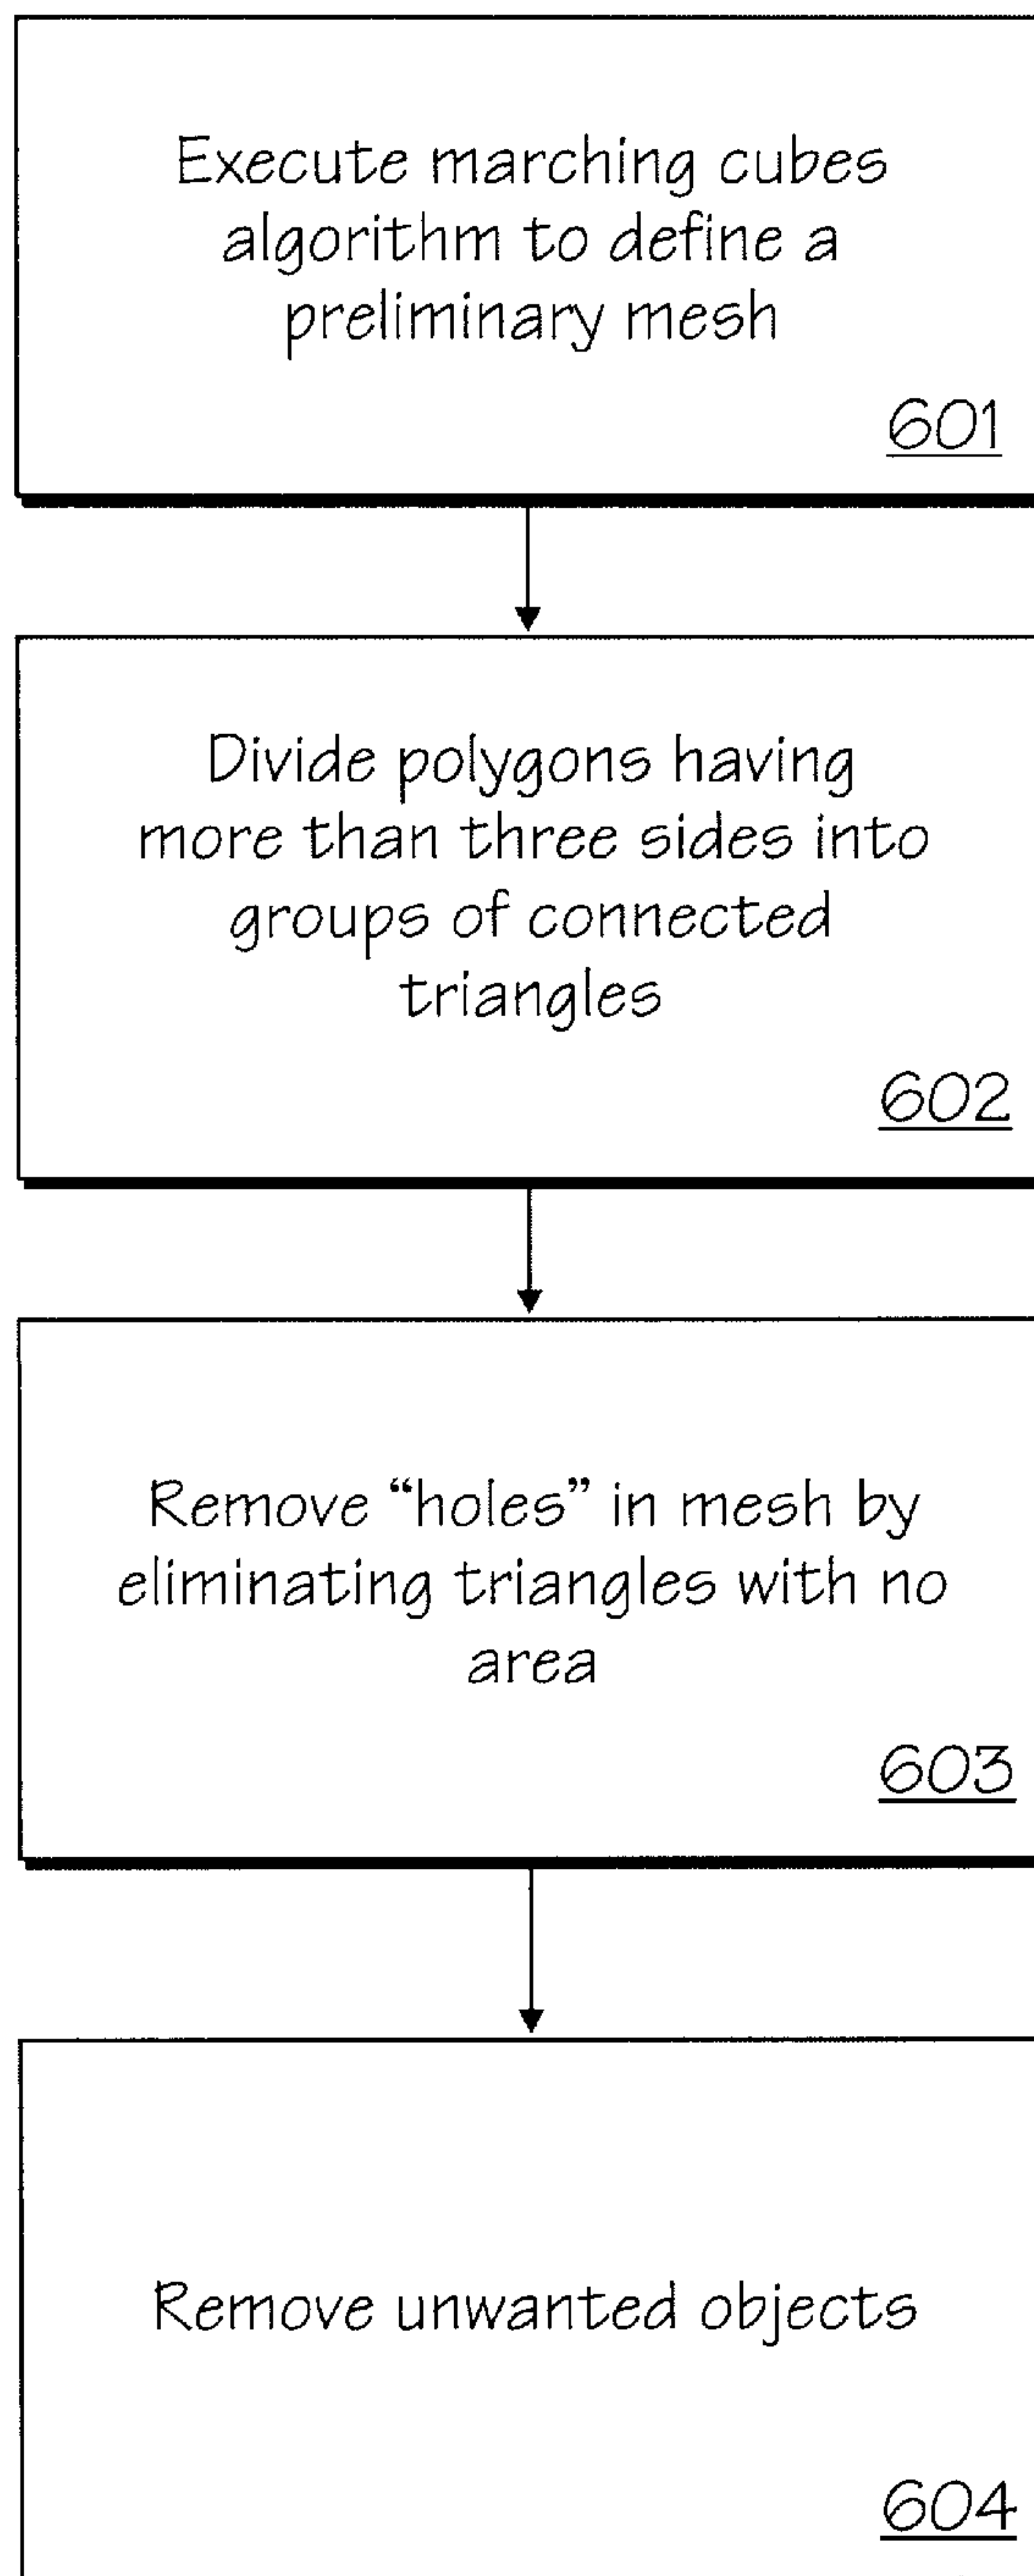 Execute marching cubes
algorithm to define a
preliminary mesh
601
Divide polygons having
more than three sides into
groups of connected
triangles
602
Remove “holes” in mesh by
eliminating triangles with no
area
603
Remove unwanted objects
604